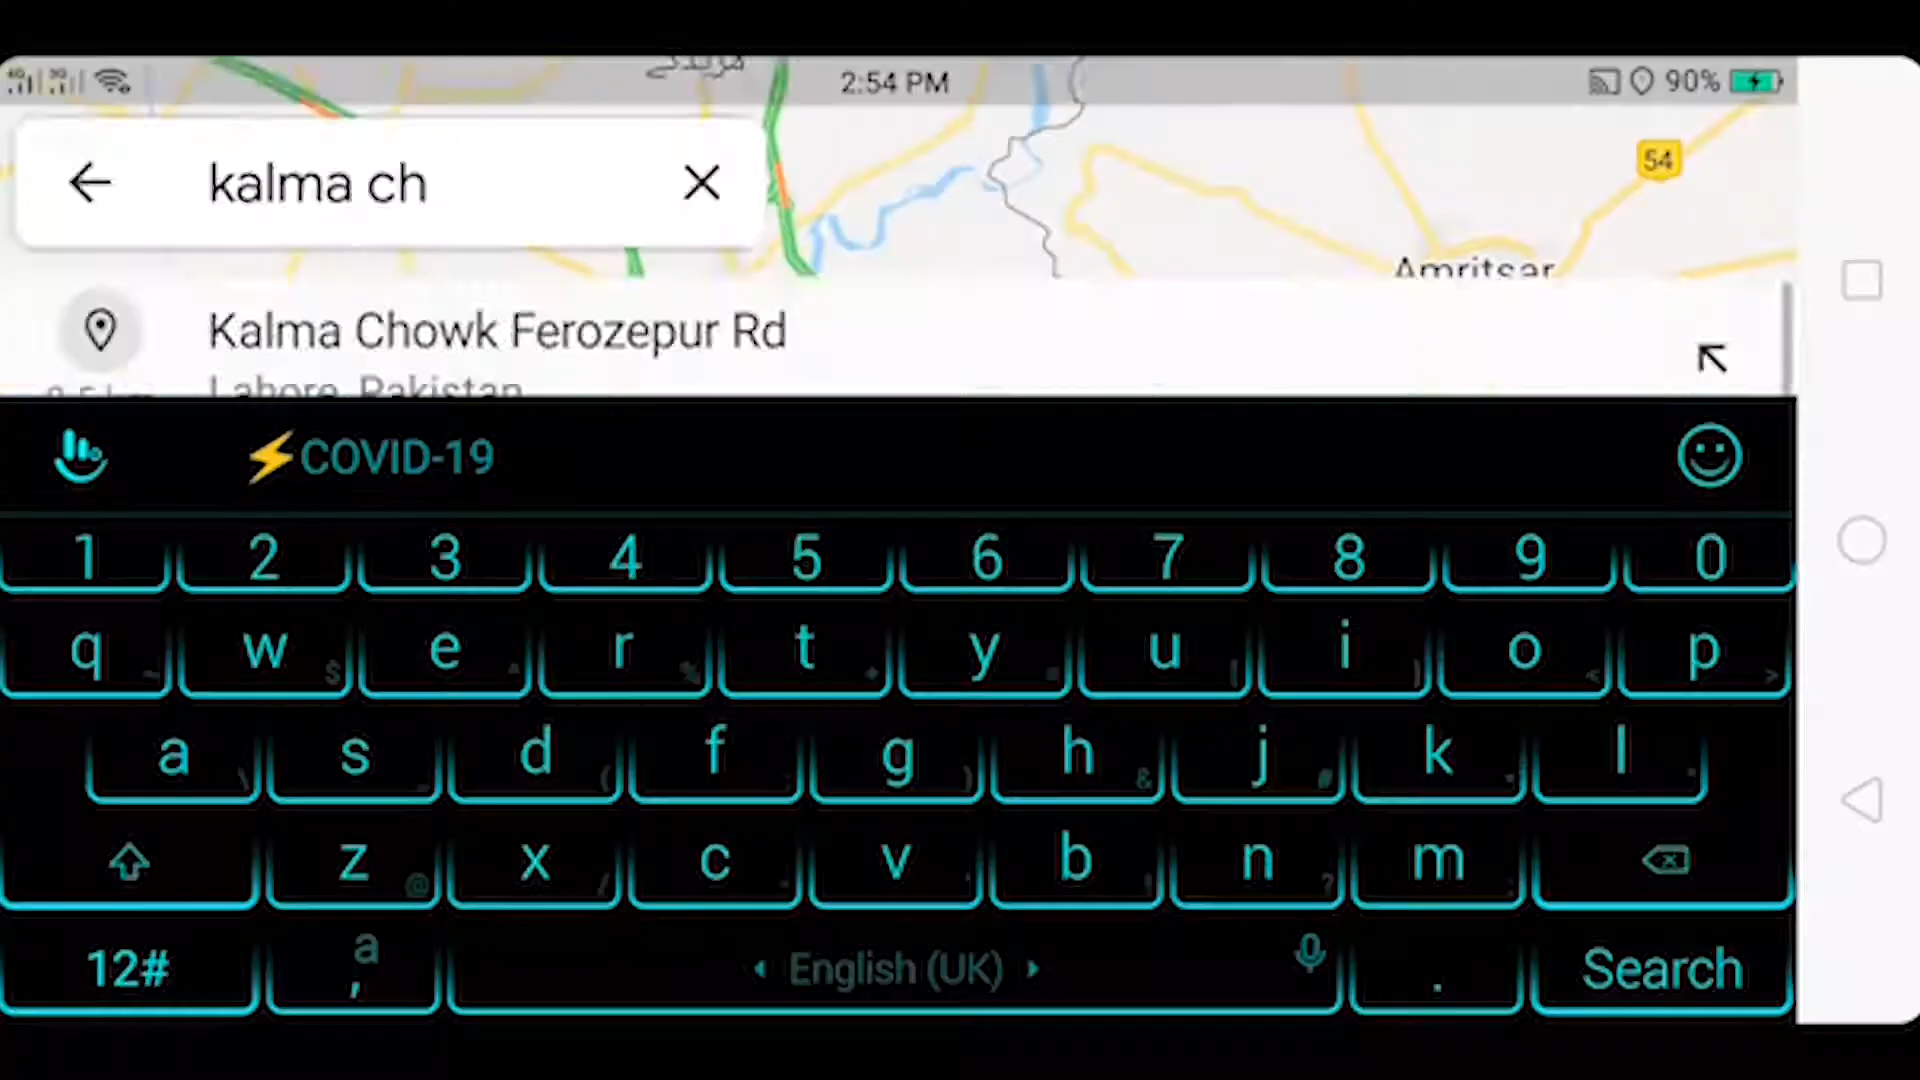 2:54 PM
90%
kalma ch
54
Amritsar
Kalma Chowk Ferozepur Rd
Lahore, Pakistan
⚡COVID-19
1 2 3 4 5 6 7 8 9 0
q w e r t y u i o p
a s d f g h j k l
z x c v b n m
12# , a English (UK) . Search